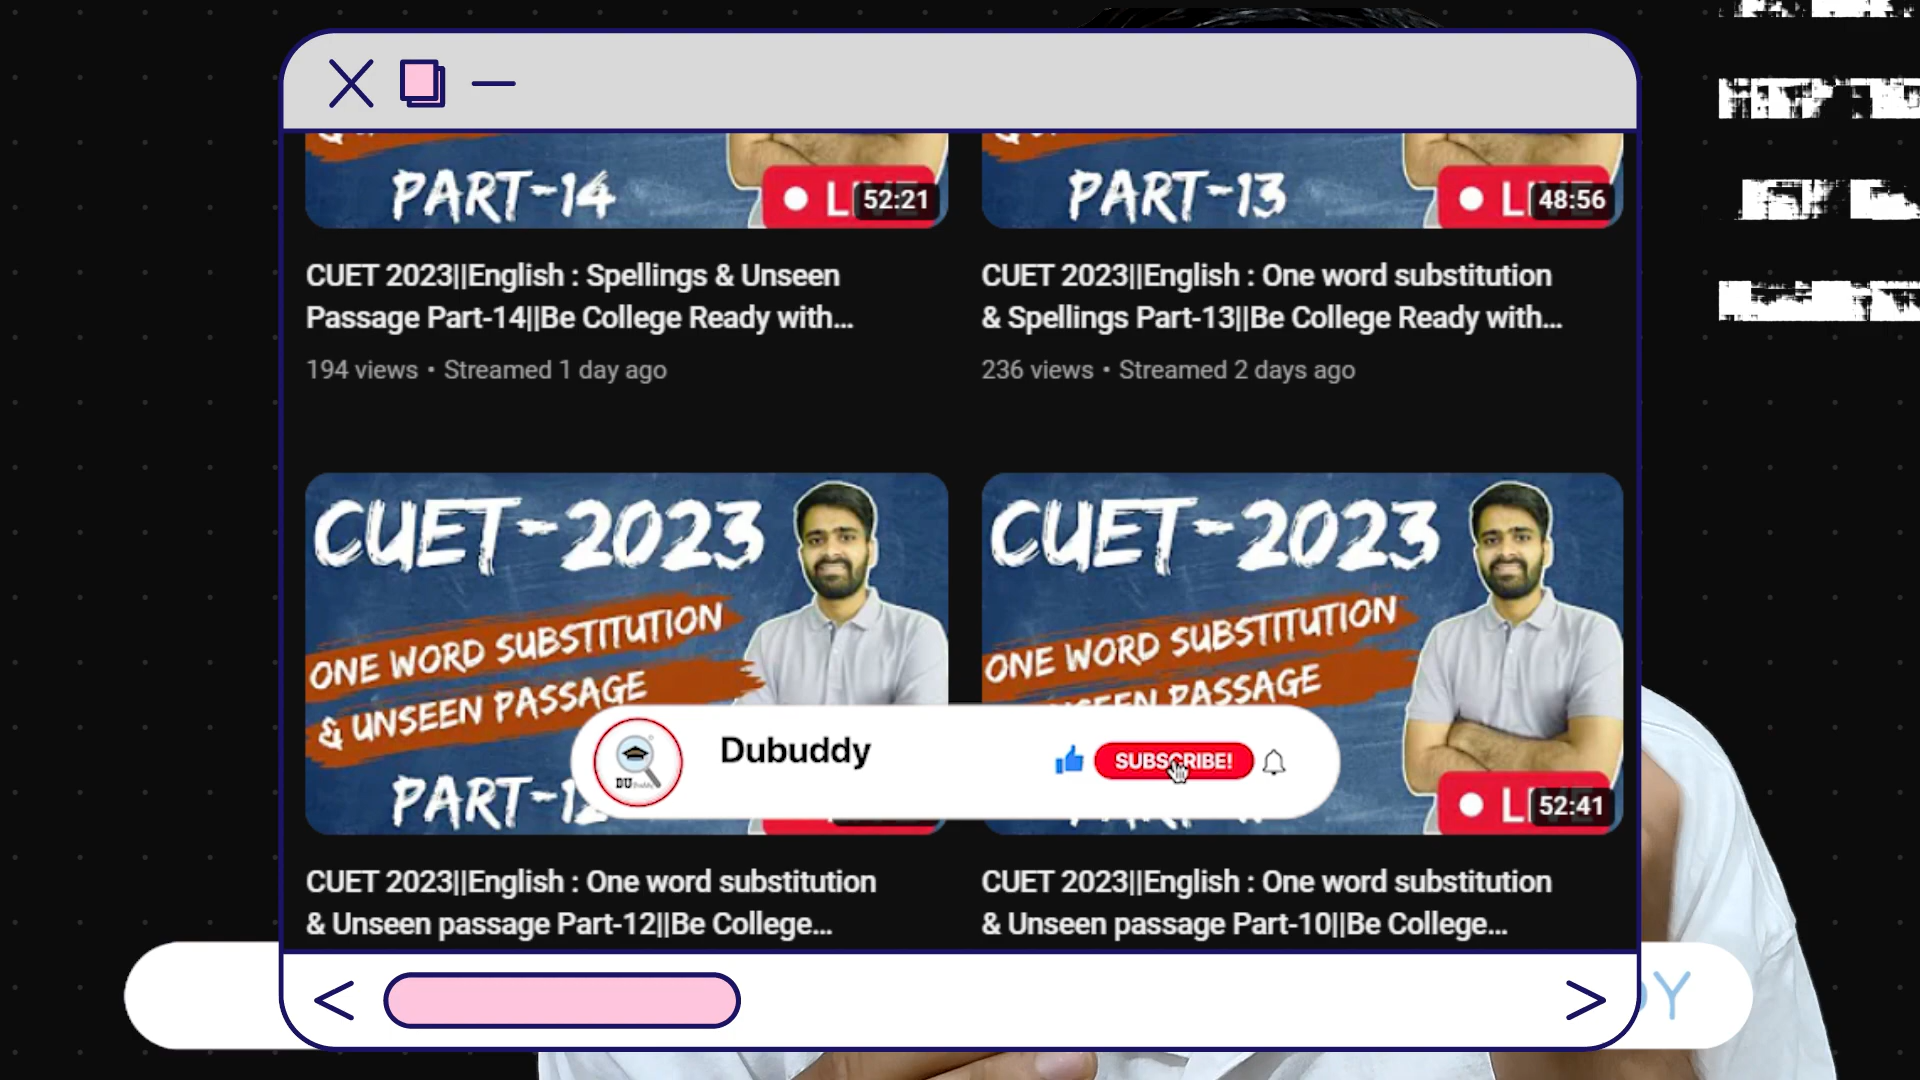 PART-14
52:21
PART-13
48:56
CUET 2023||English : Spellings & Unseen
Passage Part-14||Be College Ready with...
194 views • Streamed 1 day ago
CUET 2023||English : One word substitution
& Spellings Part-13||Be College Ready with...
236 views • Streamed 2 days ago
CUET-2023
ONE WORD SUBSTITUTION
& UNSEEN PASSAGE
PART-12
CUET-2023
ONE WORD SUBSTITUTION
PASSAGE
52:41
Dubuddy
SUBSCRIBE!
DU
CUET 2023||English : One word substitution
& Unseen passage Part-12||Be College...
CUET 2023||English : One word substitution
& Unseen passage Part-10||Be College...
Y